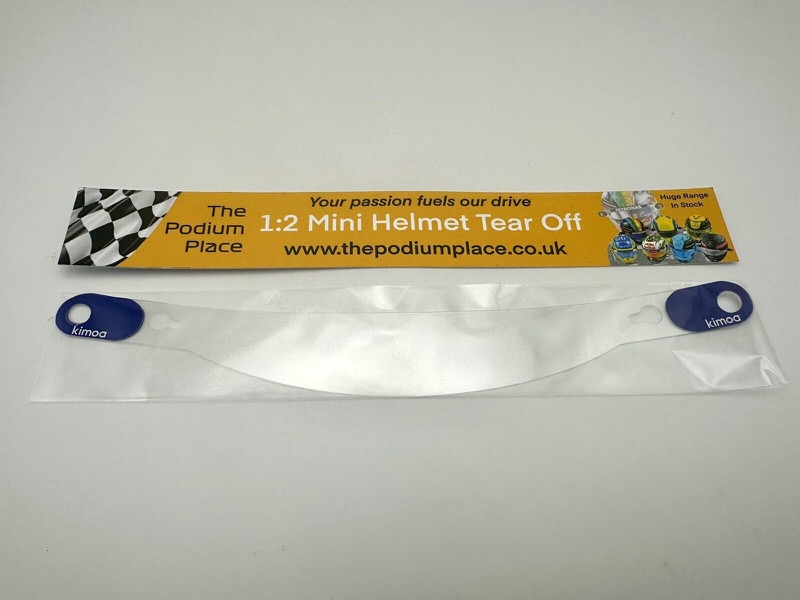 The
Podium
Place
Your passion fuels our drive
1:2 Mini Helmet Tear Off
www.thepodiumplace.co.uk
Huge Range
In Stock
kimoa
kimoa